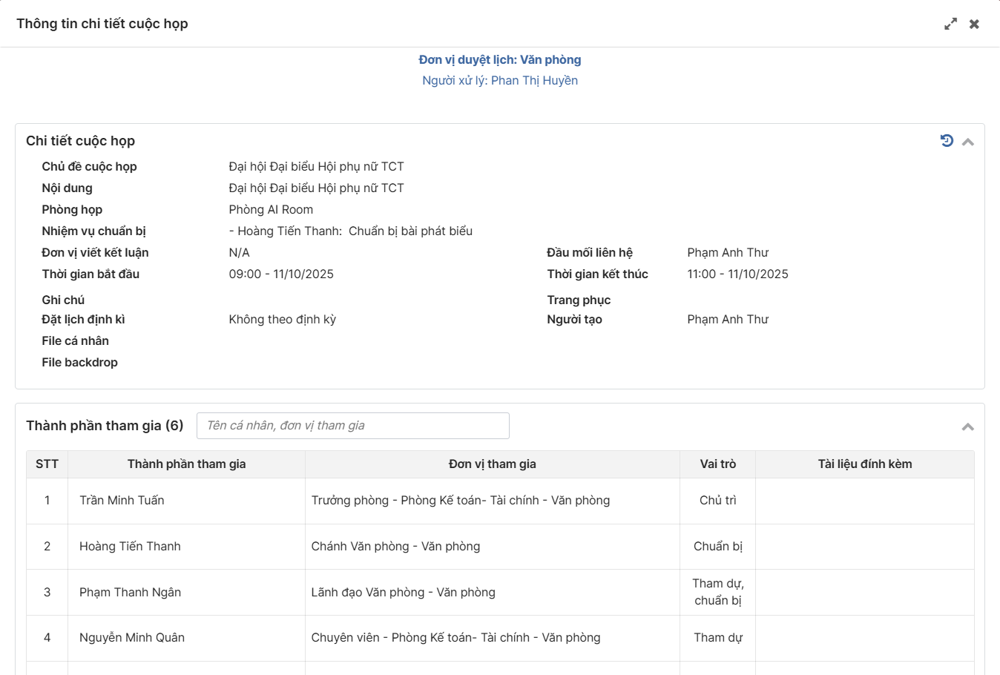 Thông tin chi tiết cuộc họp
Đơn vị duyệt lịch: Văn phòng
Người xử lý: Phan Thị Huyền
Chi tiết cuộc họp
Chủ đề cuộc họp Đại hội Đại biểu Hội phụ nữ TCT
Nội dung Đại hội Đại biểu Hội phụ nữ TCT
Phòng họp Phòng AI Room
Nhiệm vụ chuẩn bị - Hoàng Tiến Thanh: Chuẩn bị bài phát biểu
Đơn vị viết kết luận N/A Đầu mối liên hệ Phạm Anh Thư
Thời gian bắt đầu 09:00 - 11/10/2025 Thời gian kết thúc 11:00 - 11/10/2025
Ghi chú Trang phục
Đặt lịch định kì Không theo định kỳ Người tạo Phạm Anh Thư
File cá nhân
File backdrop
Thành phần tham gia (6) Tên cá nhân, đơn vị tham gia
STT Thành phần tham gia Đơn vị tham gia Vai trò Tài liệu đính kèm
1 Trần Minh Tuấn Trưởng phòng - Phòng Kế toán- Tài chính - Văn phòng Chủ trì
2 Hoàng Tiến Thanh Chánh Văn phòng - Văn phòng Chuẩn bị
3 Phạm Thanh Ngân Lãnh đạo Văn phòng - Văn phòng Tham dự,
chuẩn bị
4 Nguyễn Minh Quân Chuyên viên - Phòng Kế toán- Tài chính - Văn phòng Tham dự